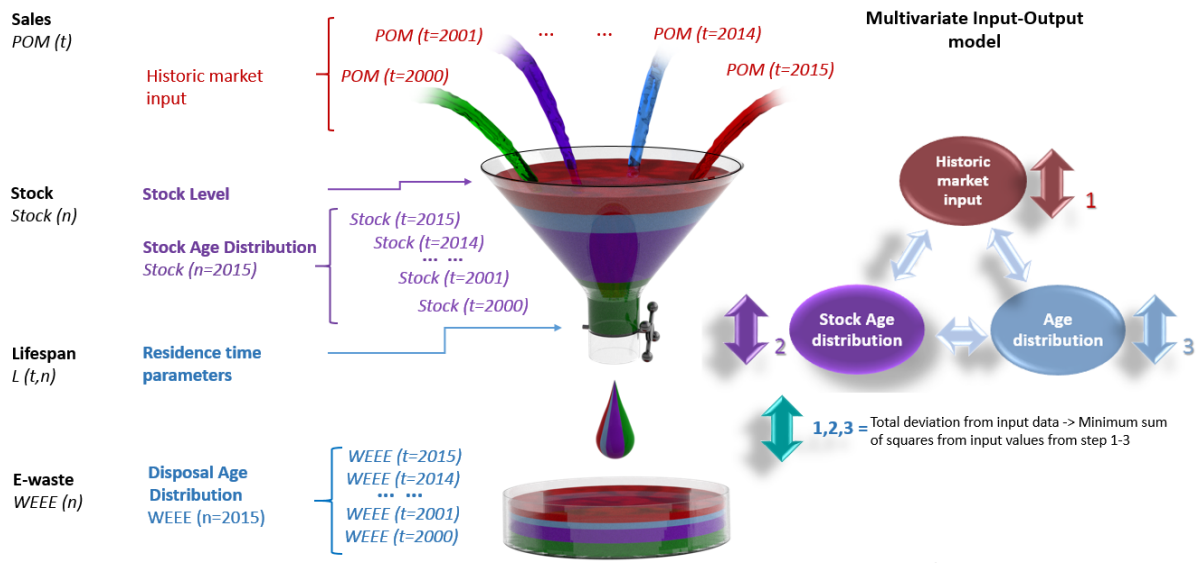 Sales
POM (t)
Historic market
input
POM (t=2001)
... ...
POM (t=2014)
POM (t=2000)
POM (t=2015)
Multivariate Input-Output
model
Historic
market
input
1
Stock
Stock (n)
Stock Level
Stock Age Distribution
Stock (n=2015)
Stock (t=2015)
Stock (t=2014)
... ...
Stock (t=2001)
Stock (t=2000)
2
Stock Age
distribution
Age
distribution
3
Lifespan
L (t,n)
Residence time
parameters
1,2,3 = Total deviation from input data -> Minimum sum
of squares from input values from step 1-3
E-waste
WEEE (n)
Disposal Age
Distribution
WEEE (n=2015)
WEEE (t=2015)
WEEE (t=2014)
... ...
WEEE (t=2001)
WEEE (t=2000)